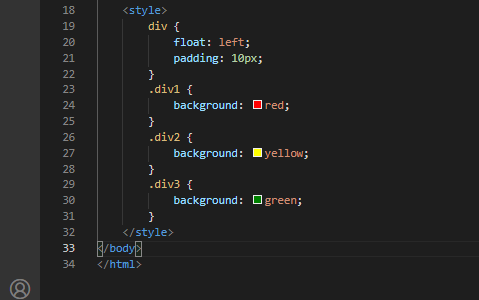 18 <style>
19 div {
20 float: left;
21 padding: 10px;
22 }
23 .div1 {
24 background: red;
25 }
26 .div2 {
27 background: yellow;
28 }
29 .div3 {
30 background: green;
31 }
32 </style>
33 </body>
34 </html>